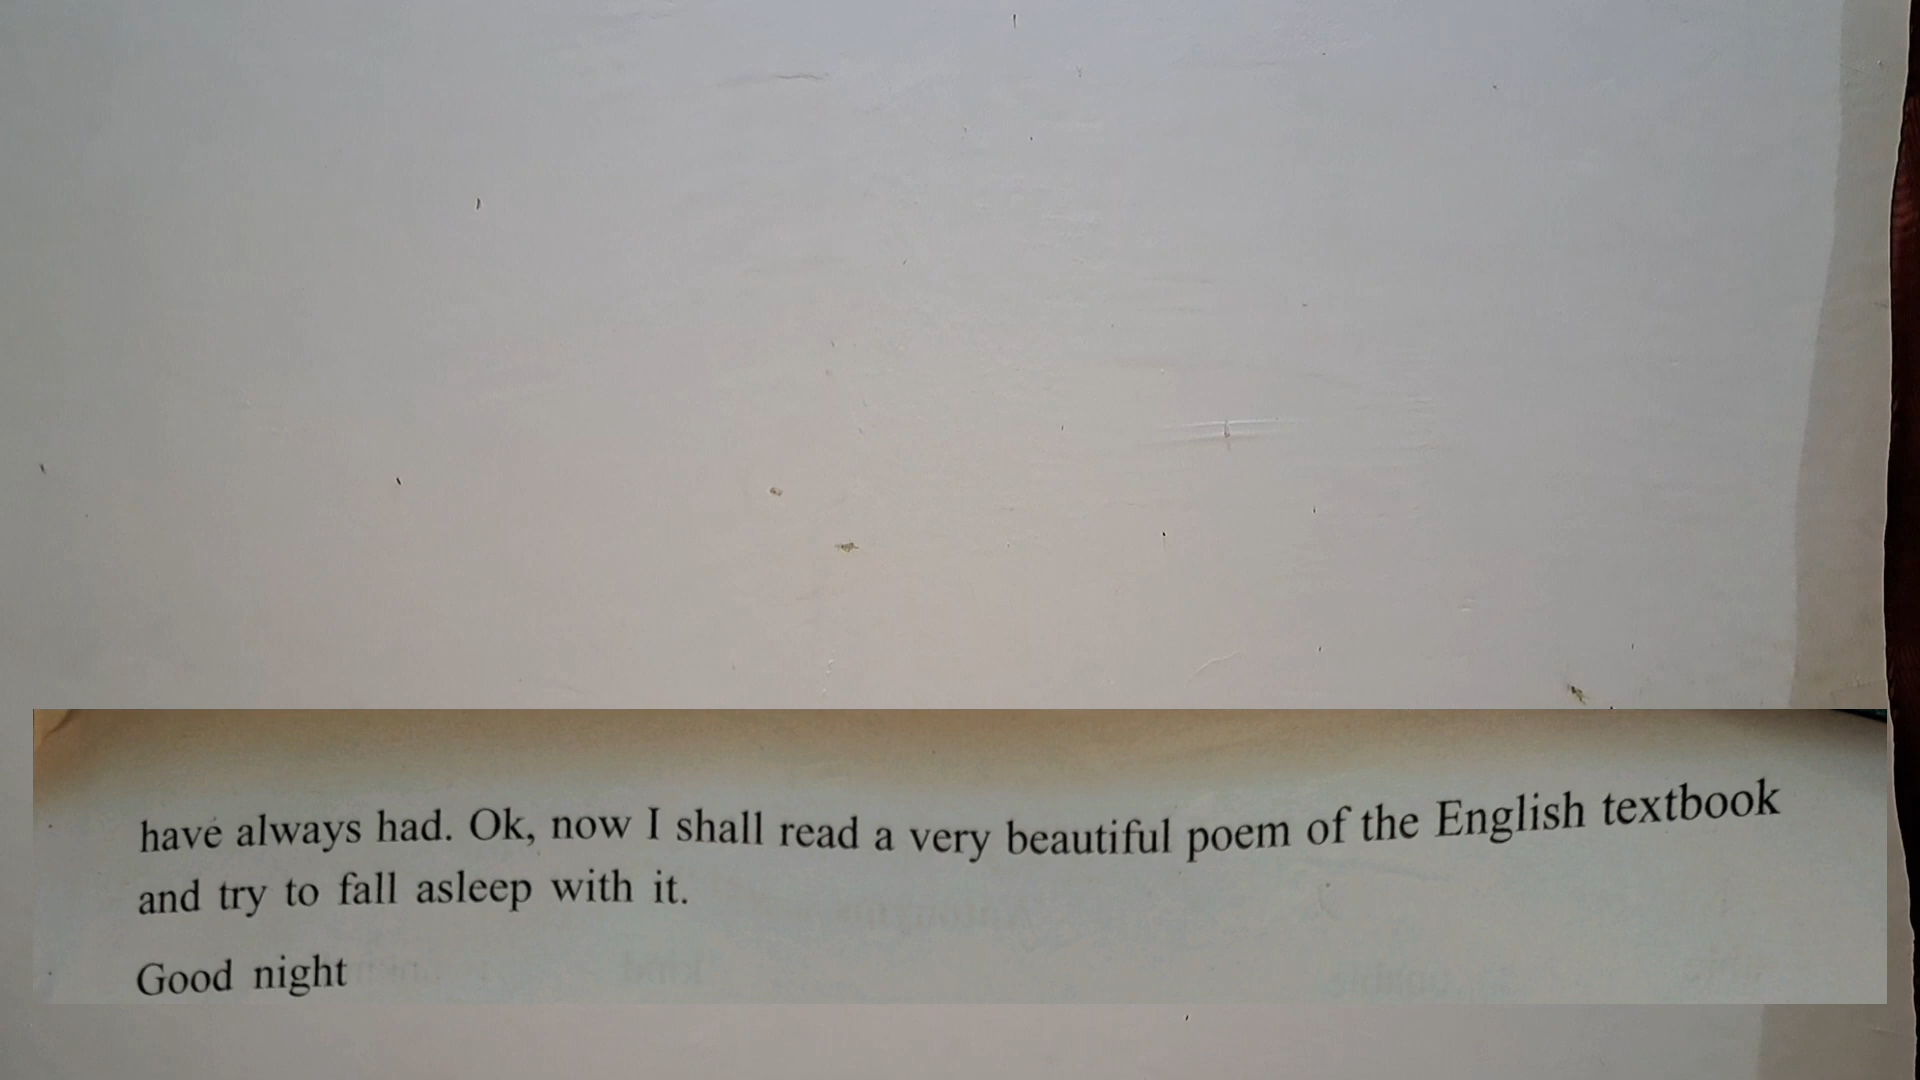 have always had. Ok, now I shall read a very beautiful poem of the English textbook
and try to fall asleep with it.
Good night